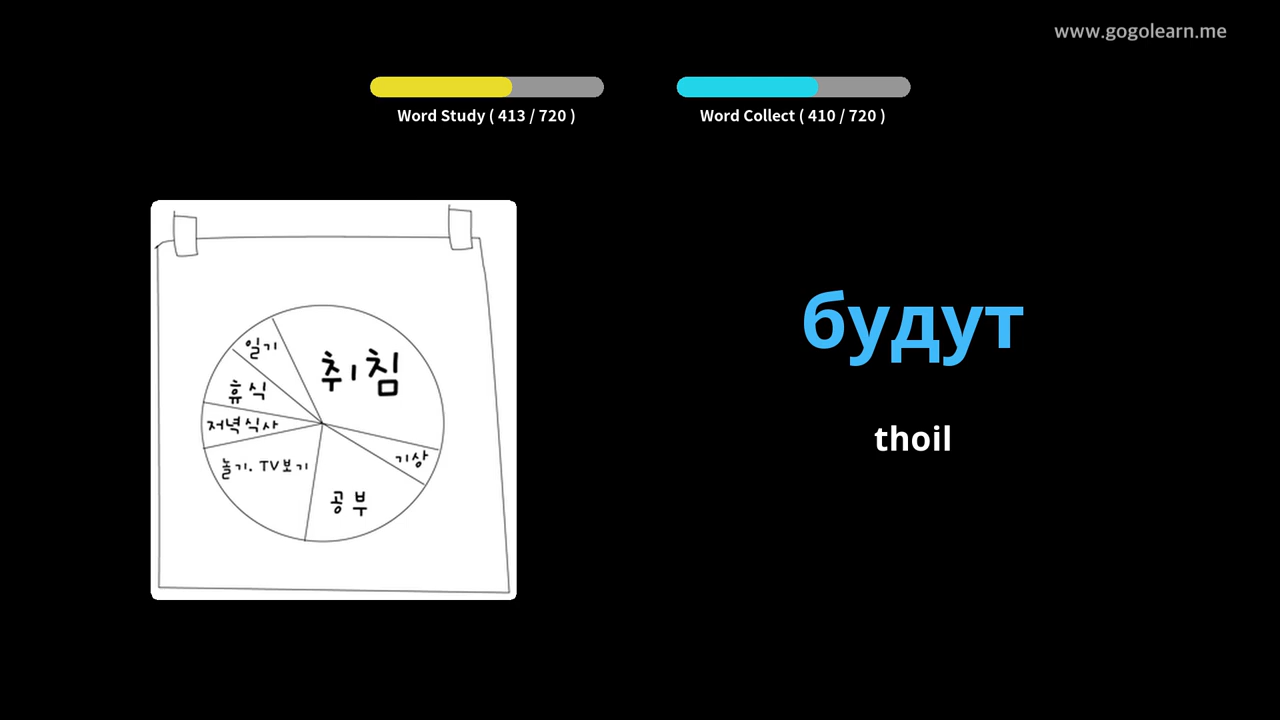 www.gogolearn.me
Word Study ( 413 / 720 )
Word Collect ( 410 / 720 )
일기
취침
휴식
저녁식사
놀기. TV보기
기상
공부
будут
thoil